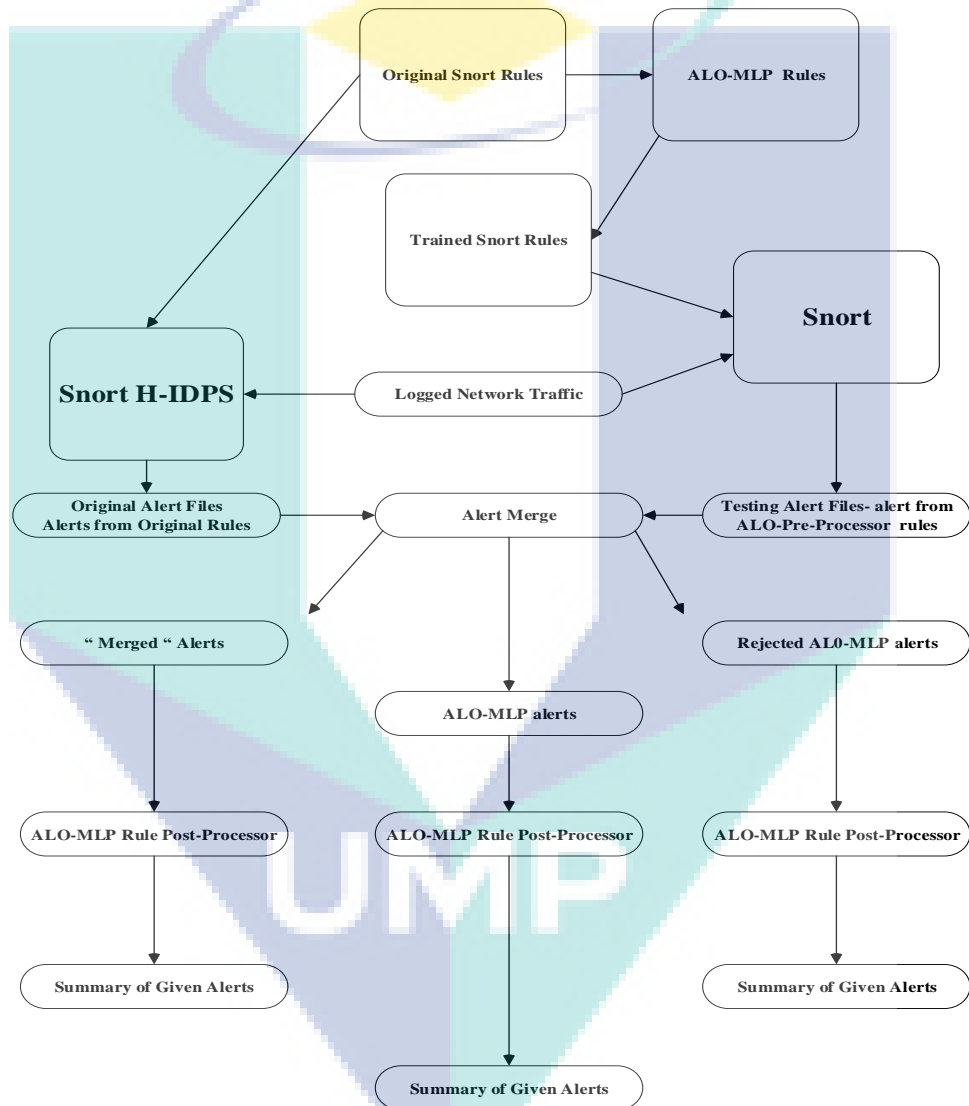 Original Snort Rules
ALO-MLP Rules
Trained Snort Rules
Snort
Snort H-IDPS
Logged Network Traffic
Original Alert Files
Alerts from Original Rules
Alert Merge
Testing Alert Files- alert from
ALO-Pre-Processor rules
“ Merged “ Alerts
Rejected AL0-MLP alerts
ALO-MLP alerts
ALO-MLP Rule Post-Processor
ALO-MLP Rule Post-Processor
ALO-MLP Rule Post-Processor
UMP
Summary of Given Alerts
Summary of Given Alerts
Summary of Given Alerts